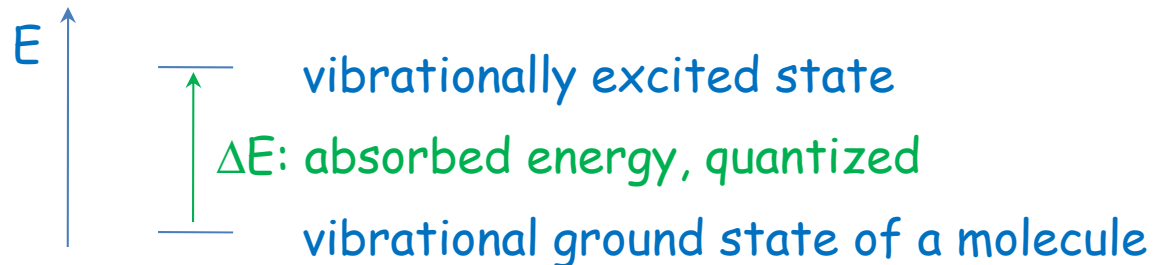 E
vibrationally excited state
ΔE: absorbed energy, quantized
vibrational ground state of a molecule